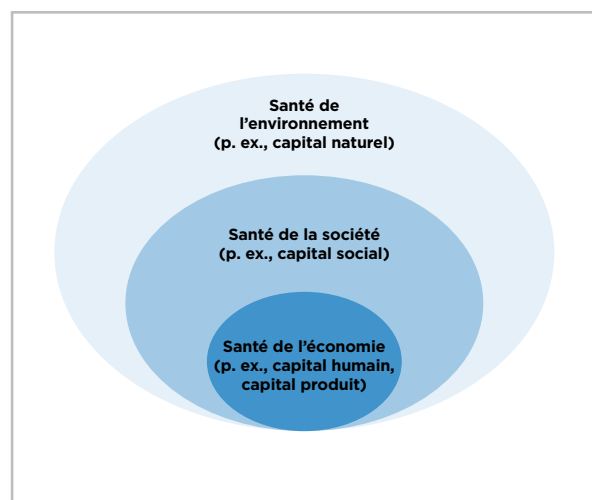 Santé de
l’environnement
(p. ex., capital naturel)
Santé de la société
(p. ex., capital social)
Santé de l’économie
(p. ex., capital humain,
capital produit)